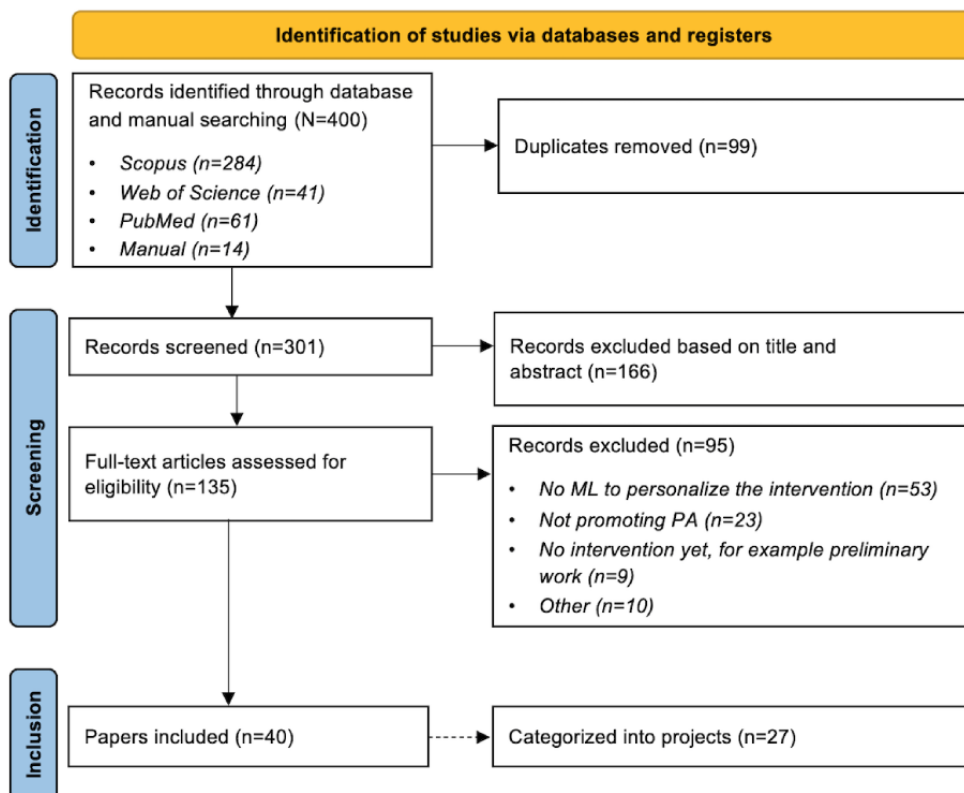 Identification of studies via databases and registers
Identification
Records identified through database
and manual searching (N=400)
• Scopus (n=284)
• Web of Science (n=41)
• PubMed (n=61)
• Manual (n=14)
Duplicates removed (n=99)
Screening
Records screened (n=301)
Records excluded based on title and
abstract (n=166)
Full-text articles assessed for
eligibility (n=135)
Records excluded (n=95)
• No ML to personalize the intervention (n=53)
• Not promoting PA (n=23)
• No intervention yet, for example preliminary
work (n=9)
• Other (n=10)
Inclusion
Papers included (n=40)
Categorized into projects (n=27)